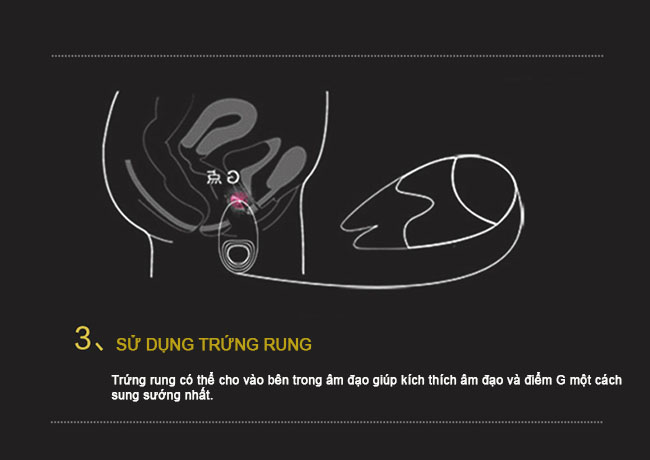 G点
3、SỬ DỤNG TRỨNG RUNG
Trứng rung có thể cho vào bên trong âm đạo giúp kích thích âm đạo và điểm G một cách
sung sướng nhất.